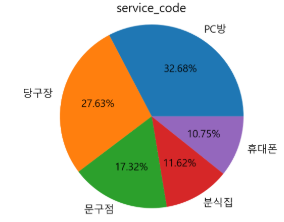 service_code
PC방
32.68%
당구장
27.63%
문구점
17.32%
분식집
11.62%
휴대폰
10.75%